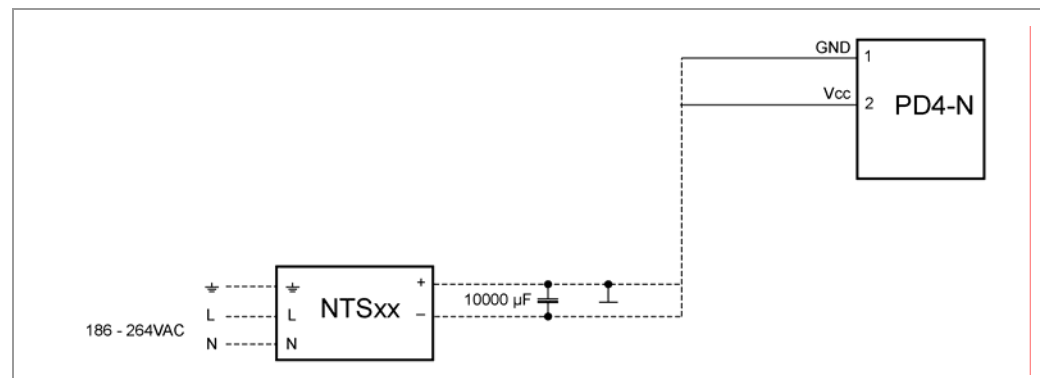 GND
1
Vcc
2
PD4-N
+
10000 µF
NTSxx
–
L
L
186 - 264VAC
N
N